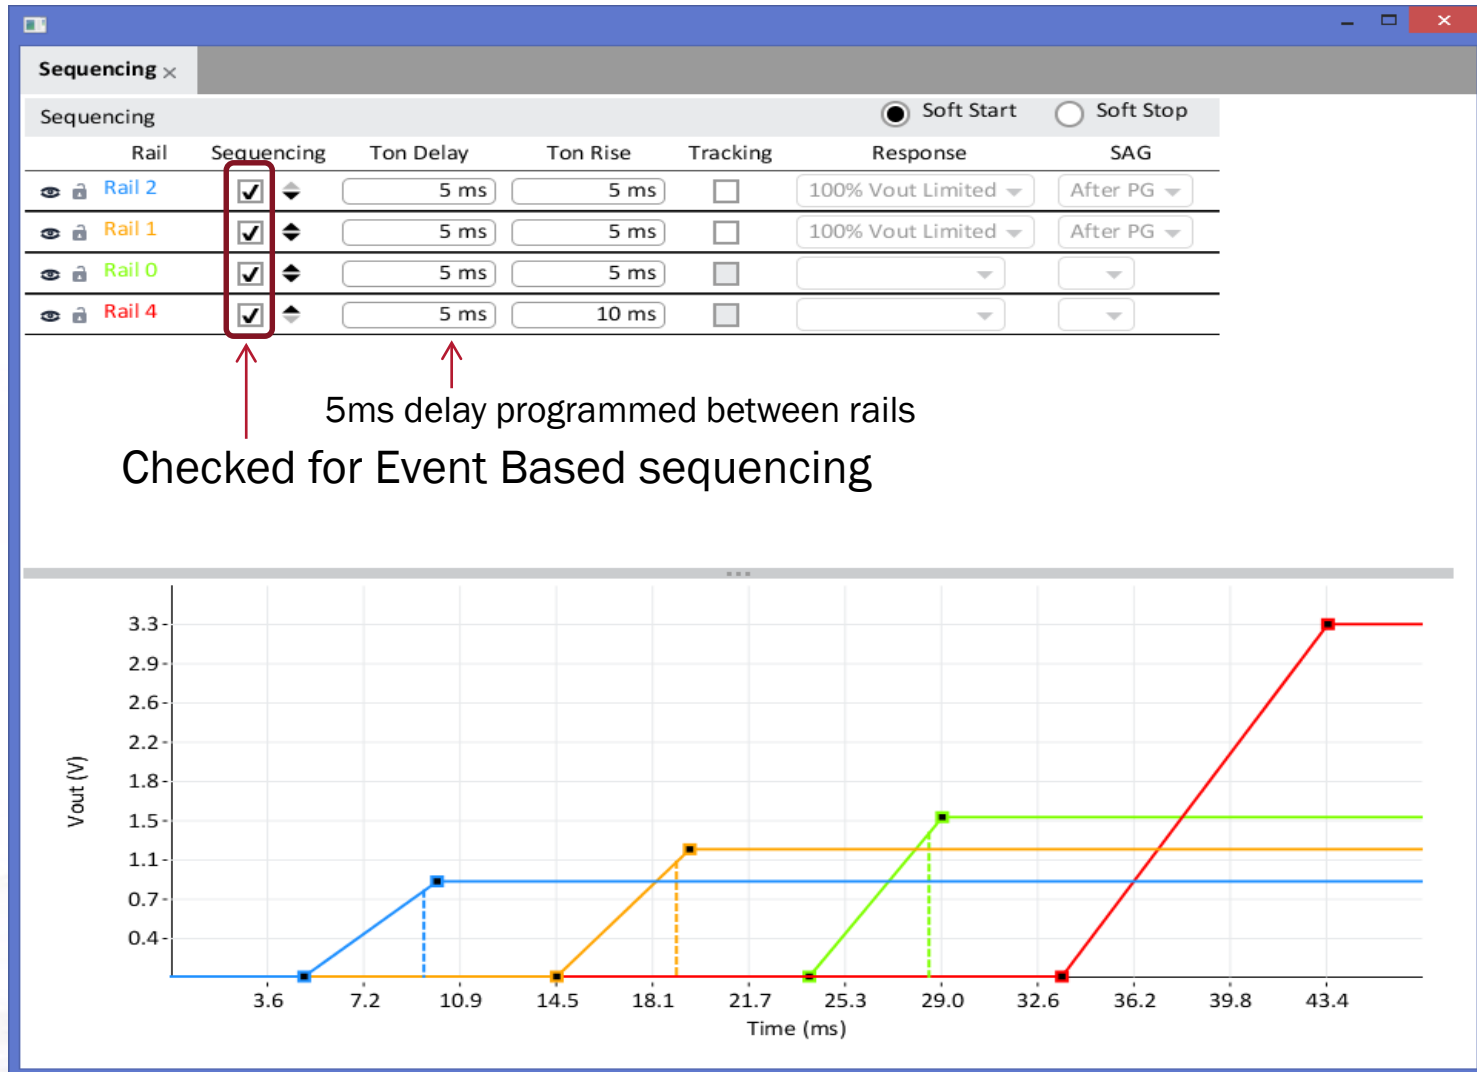 Sequencing ×
Sequencing Soft Start Soft Stop
Rail Sequencing Ton Delay Ton Rise Tracking Response SAG
Rail 2 5 ms 5 ms 100% Vout Limited After PG
Rail 1 5 ms 5 ms 100% Vout Limited After PG
Rail 0 5 ms 5 ms
Rail 4 5 ms 10 ms
5ms delay programmed between rails
Checked for Event Based sequencing
3.3
2.9
2.6
2.2
1.8
1.5
1.1
0.7
0.4
Vout (V)
3.6 7.2 10.9 14.5 18.1 21.7 25.3 29.0 32.6 36.2 39.8 43.4
Time (ms)